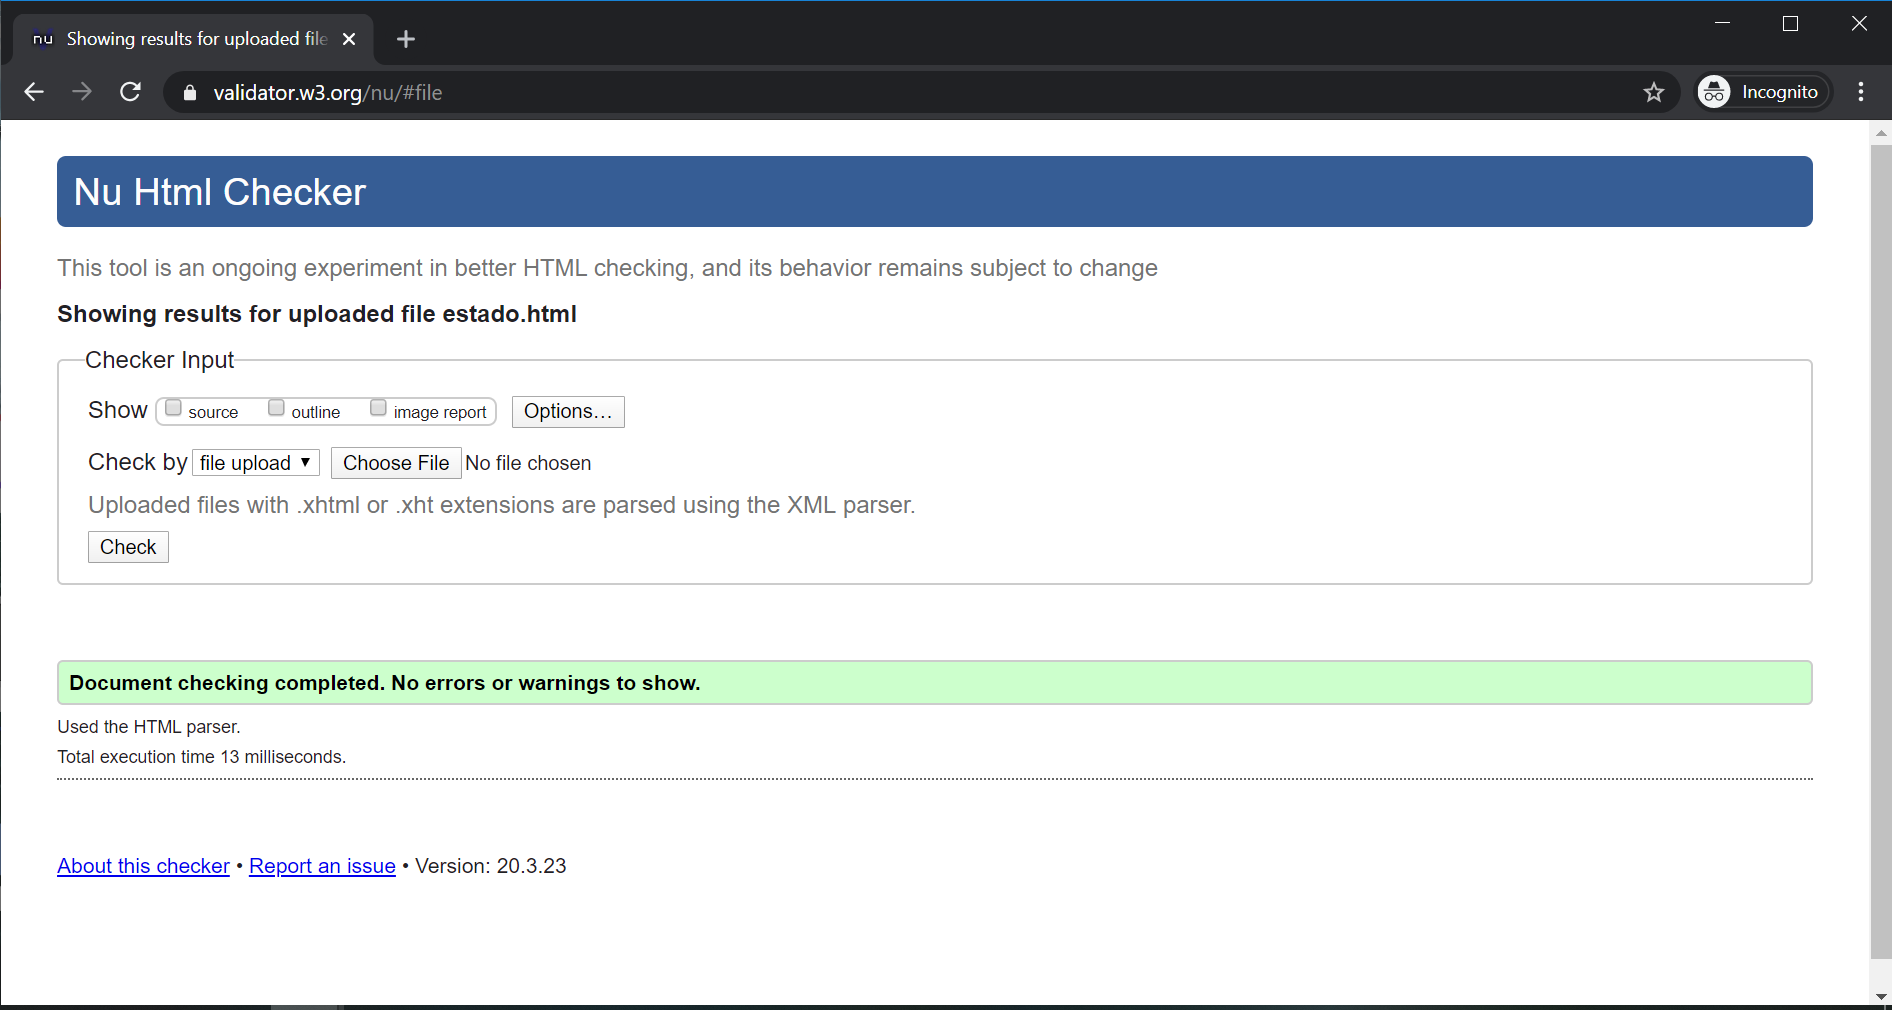 nu Showing results for uploaded file
validator.w3.org/nu/#file
Incognito
Nu Html Checker
This tool is an ongoing experiment in better HTML checking, and its behavior remains subject to change
Showing results for uploaded file estado.html
Checker Input
Show source outline image report Options...
Check by file upload ▼ Choose File No file chosen
Uploaded files with .xhtml or .xht extensions are parsed using the XML parser.
Check
Document checking completed. No errors or warnings to show.
Used the HTML parser.
Total execution time 13 milliseconds.
About this checker • Report an issue • Version: 20.3.23